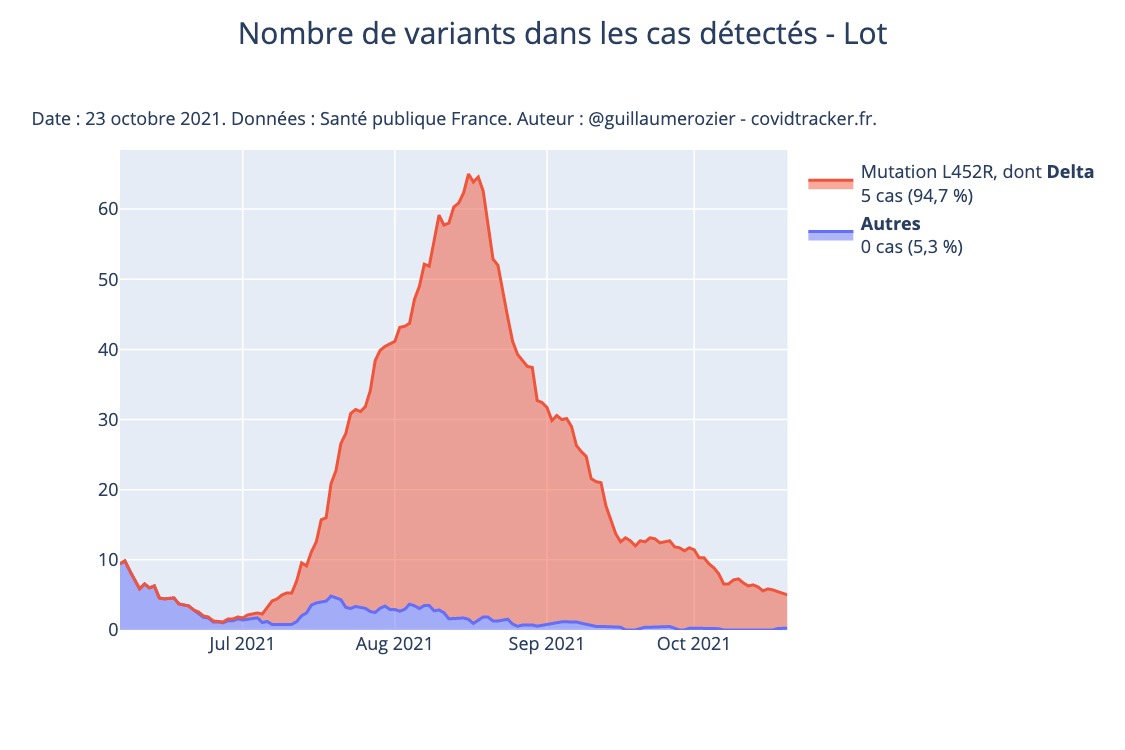 Nombre de variants dans les cas détectés - Lot
Date : 23 octobre 2021. Données : Santé publique France. Auteur : @guillaumerozier - covidtracker.fr.
Mutation L452R, dont Delta
5 cas (94,7 %)
Autres
0 cas (5,3 %)
60
50
40
30
20
10
0
Jul 2021
Aug 2021
Sep 2021
Oct 2021